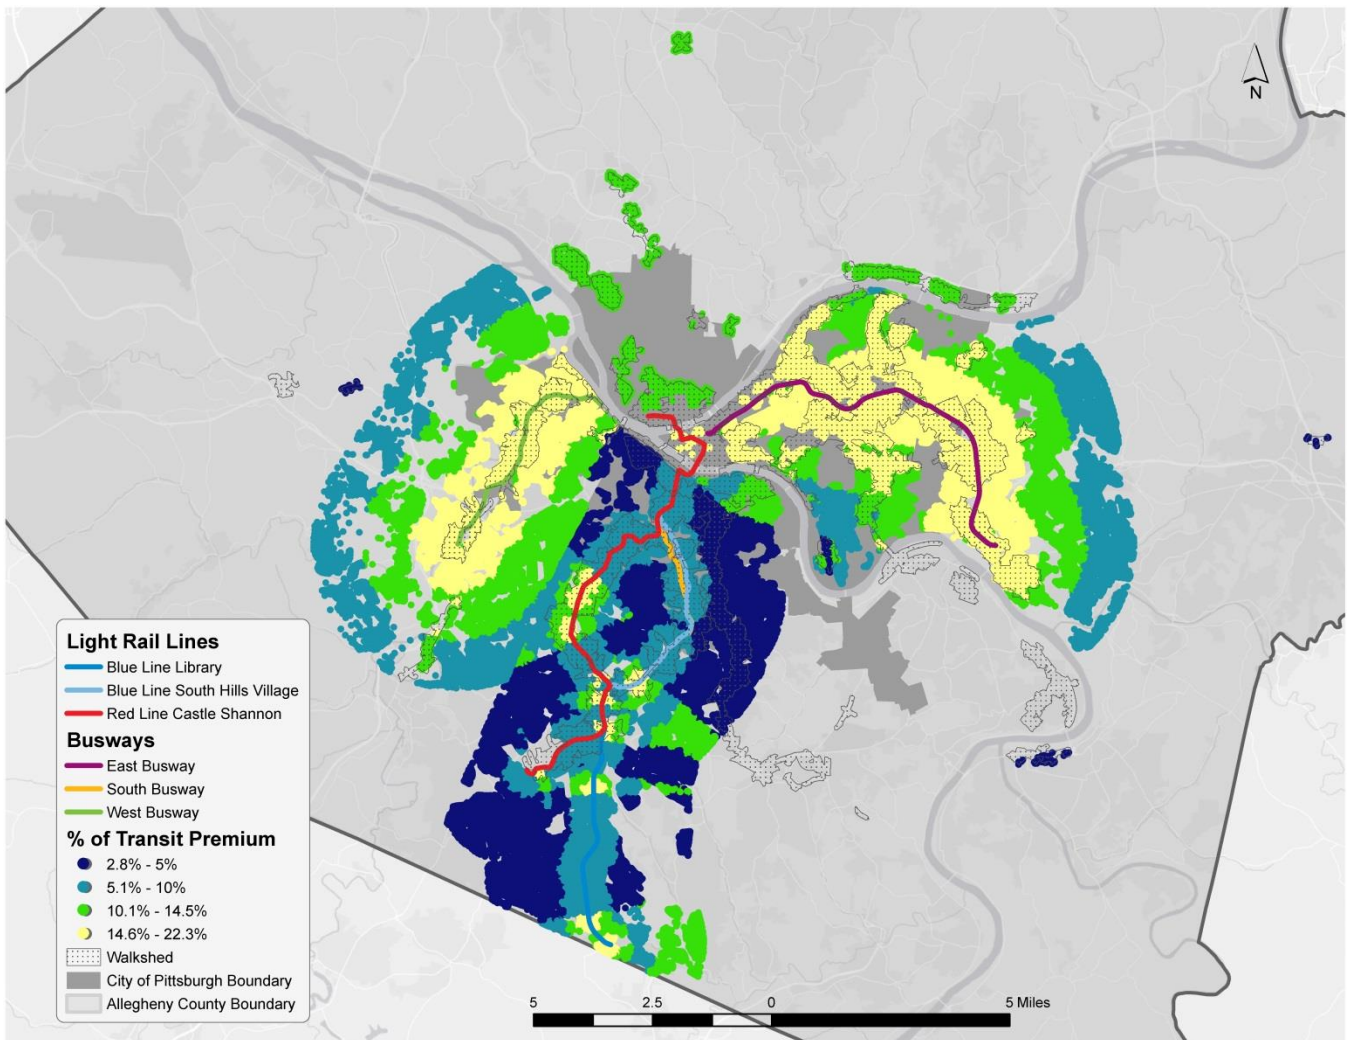 N
Light Rail Lines
Blue Line Library
Blue Line South Hills Village
Red Line Castle Shannon
Busways
East Busway
South Busway
West Busway
% of Transit Premium
2.8% - 5%
5.1% - 10%
10.1% - 14.5%
14.6% - 22.3%
Walkshed
City of Pittsburgh Boundary
Allegheny County Boundary
5 2.5 0 5 Miles